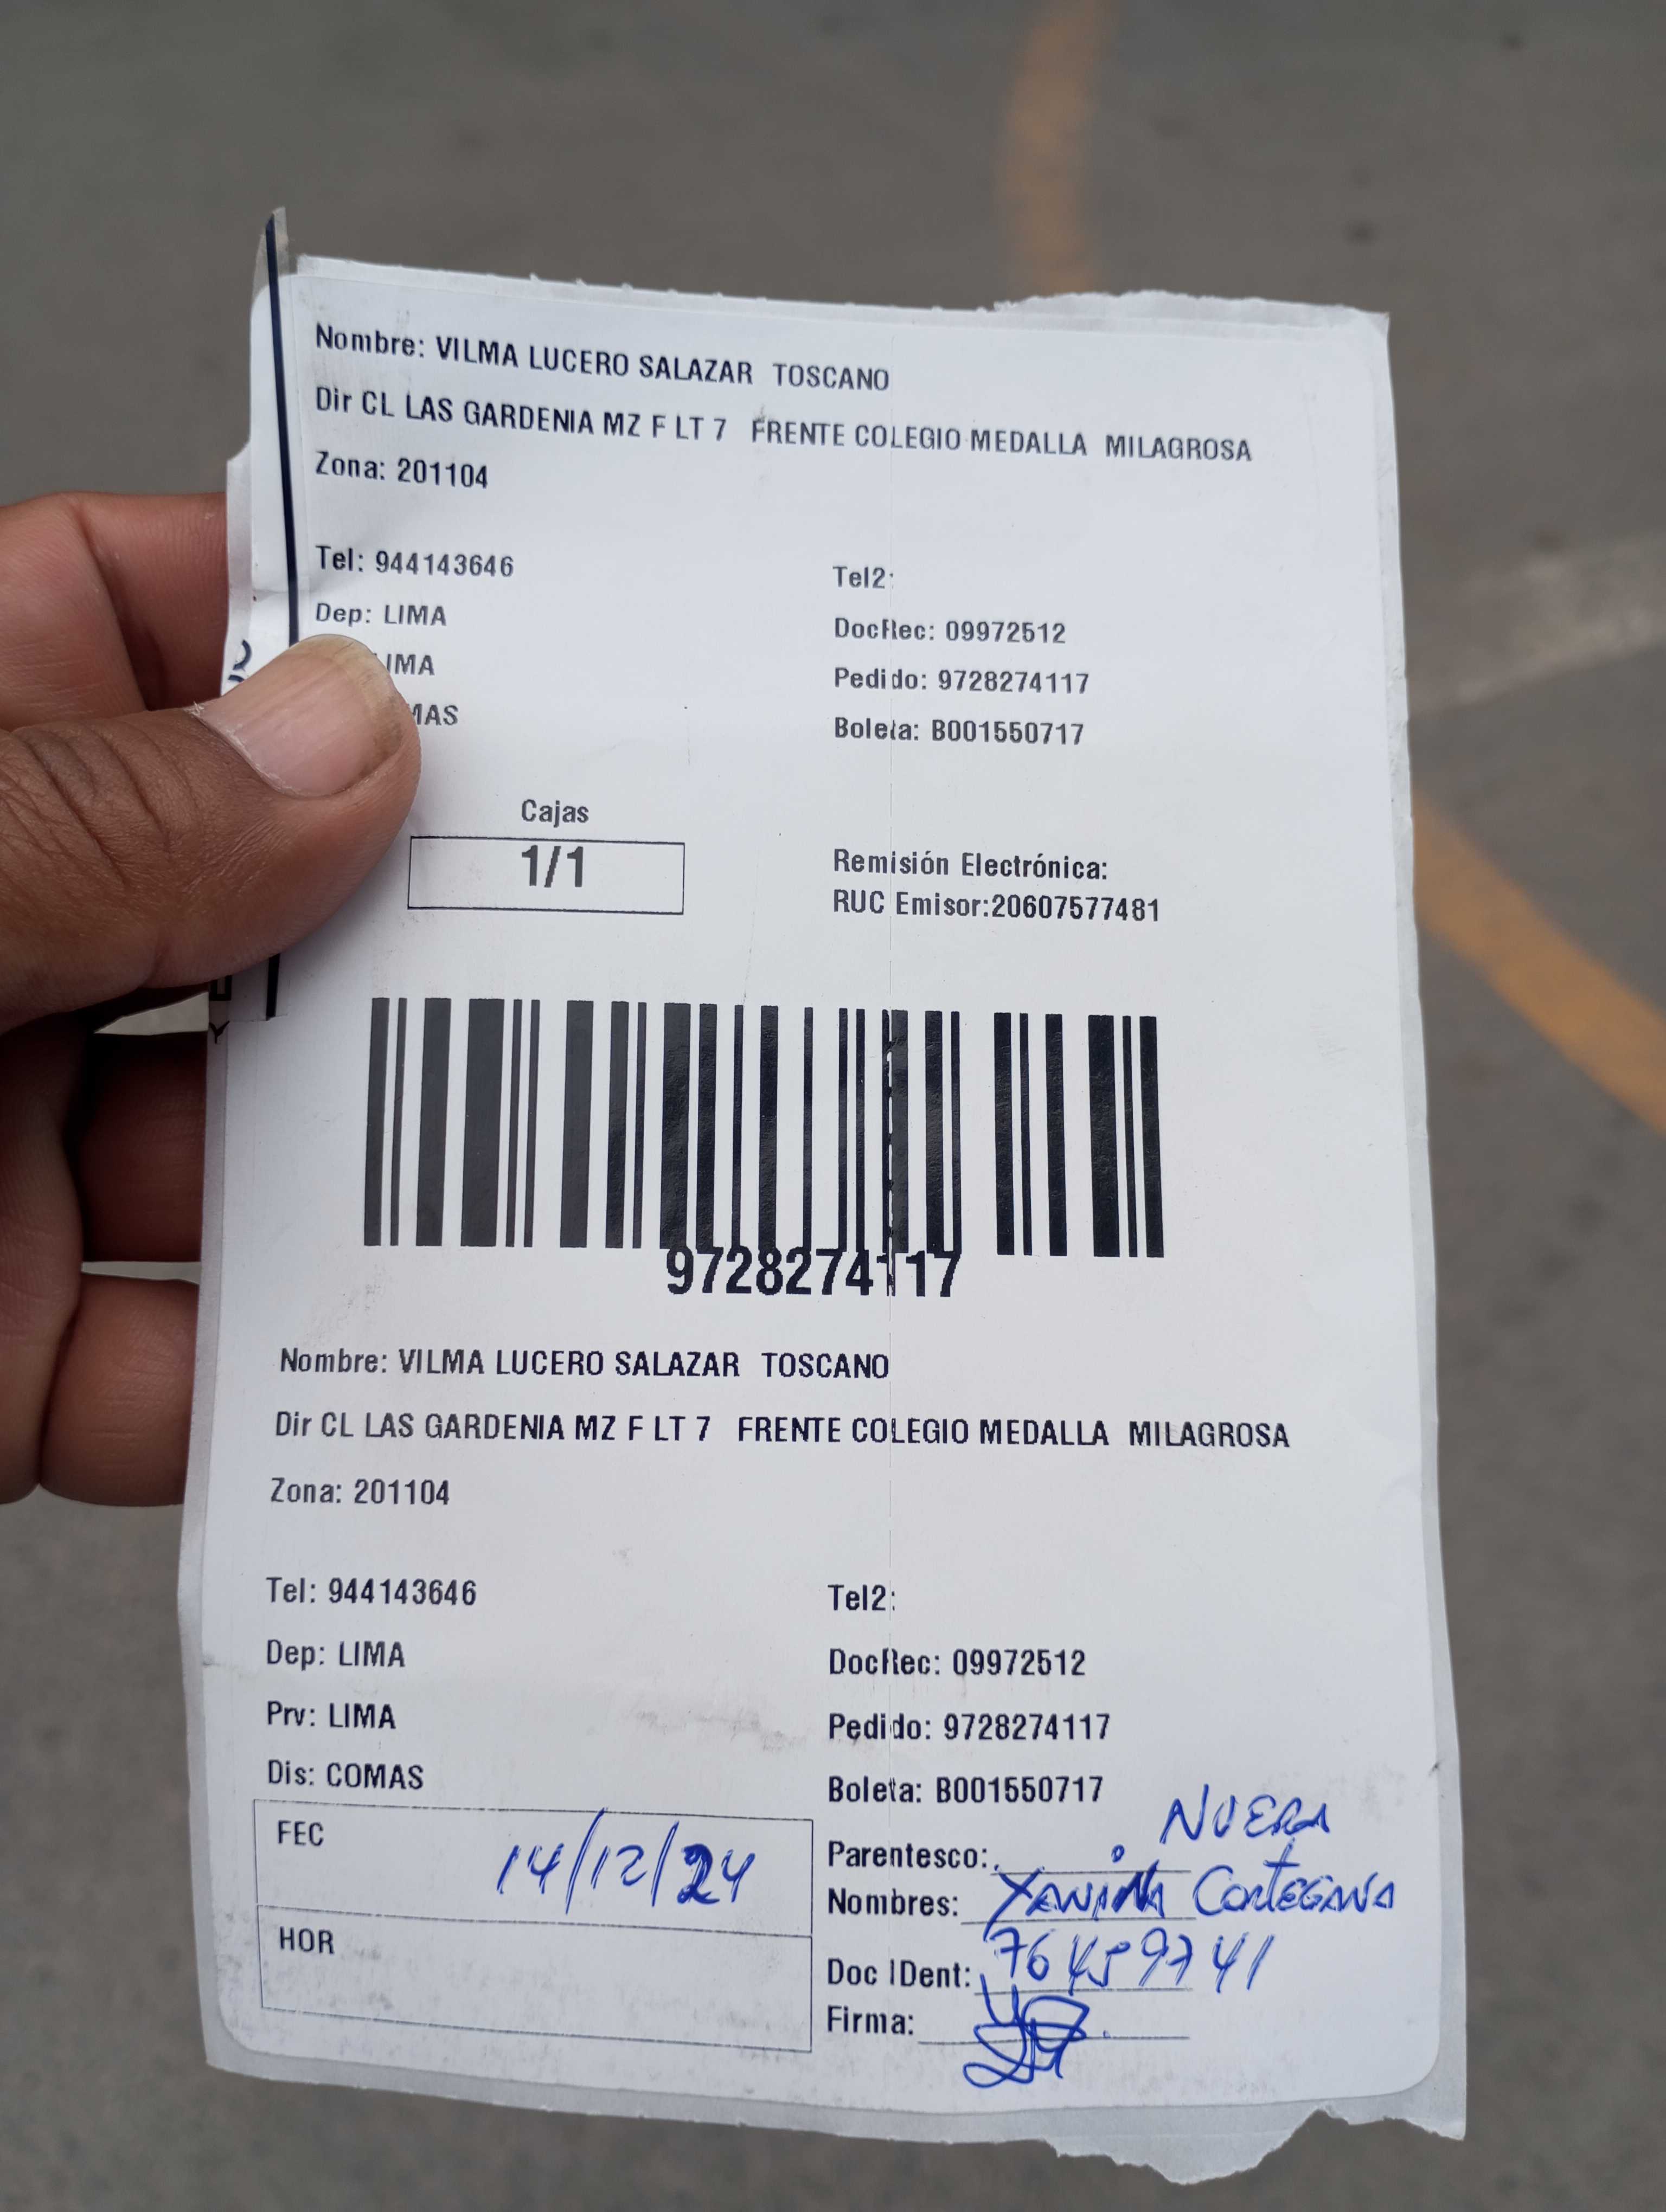 Nombre: VILMA LUCERO SALAZAR TOSCANO
Dir CL LAS GARDENIA MZ F LT 7 FRENTE COLEGIO MEDALLA MILAGROSA
Zona: 201104
Tel: 944143646 Tel2:
Dep: LIMA DocRec: 09972512
IMA Pedido: 9728274117
MAS Boleta: B001550717
Cajas
1/1
Remisión Electrónica:
RUC Emisor:20607577481
9728274117
Nombre: VILMA LUCERO SALAZAR TOSCANO
Dir CL LAS GARDENIA MZ F LT 7 FRENTE COLEGIO MEDALLA MILAGROSA
Zona: 201104
Tel: 944143646 Tel2:
Dep: LIMA DocRec: 09972512
Prv: LIMA Pedido: 9728274117
Dis: COMAS Boleta: B001550717
FEC 14/12/24
HOR
Parentesco: NUERA
Nombres: YANINA CORTEGANA
Doc IDent: 76459741
Firma: